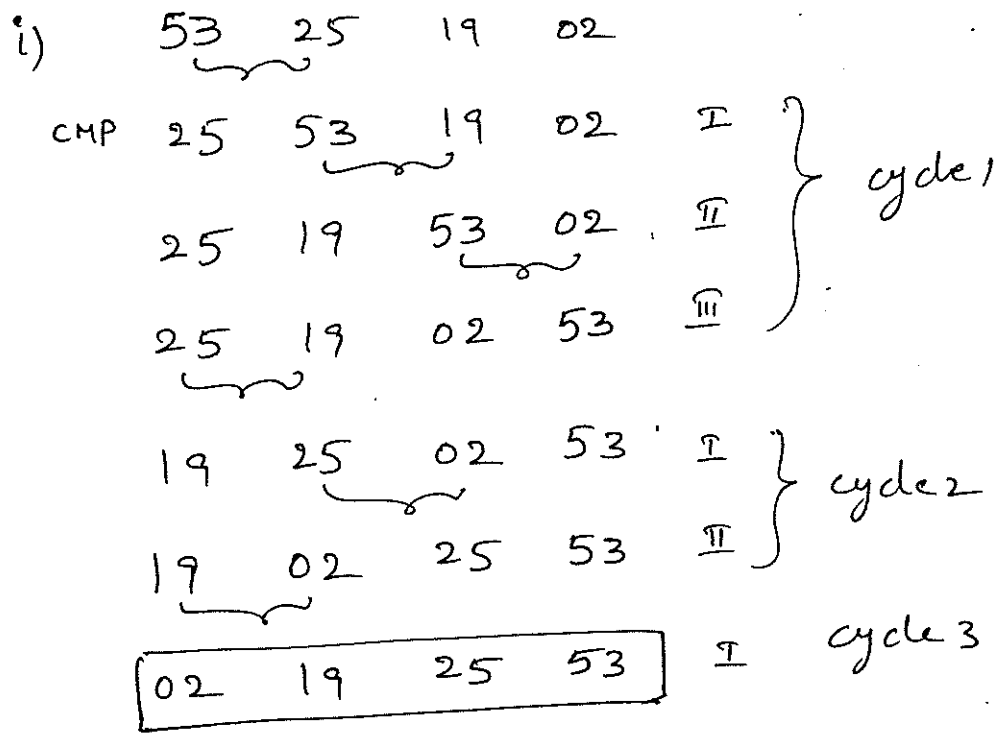 i) 53 25 19 02
CMP 25 53 19 02 I
cycle 1
25 19 53 02 II
25 19 02 53 III
19 25 02 53 I
cycle 2
19 02 25 53 II
02 19 25 53 I cycle 3